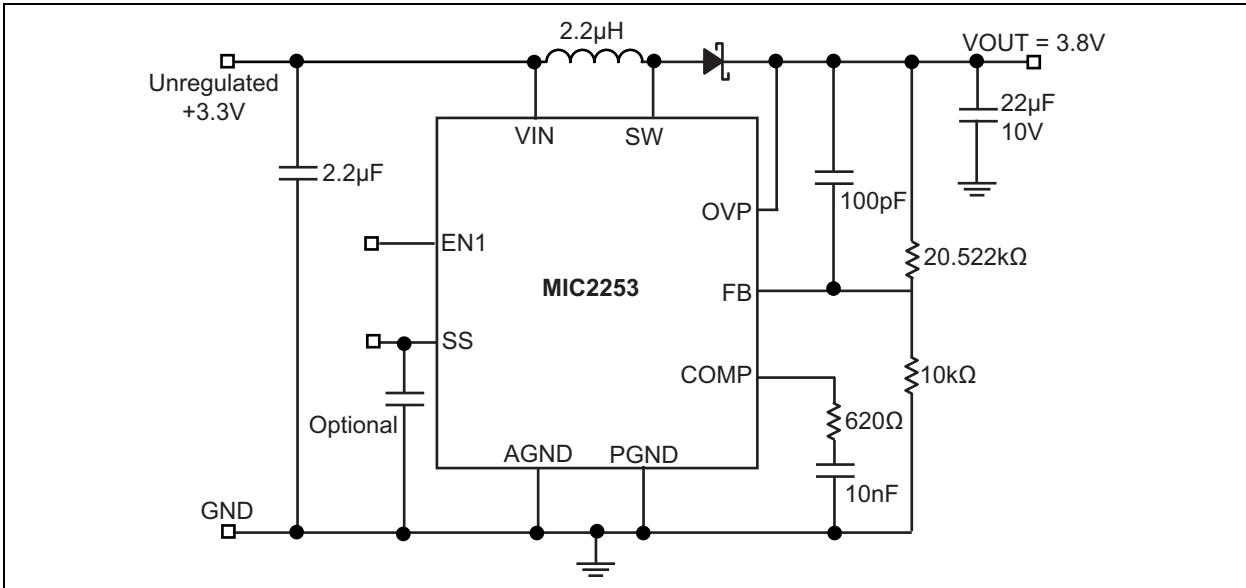 2.2µH
VOUT = 3.8V
Unregulated
+3.3V
VIN
SW
22µF
10V
2.2µF
OVP
100pF
EN1
20.522kΩ
MIC2253
FB
SS
COMP
10kΩ
Optional
620Ω
AGND
PGND
10nF
GND